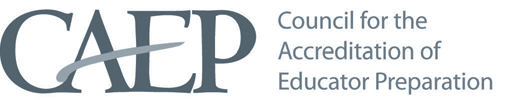 CAEP
Council for the
Accreditation of
Educator Preparation